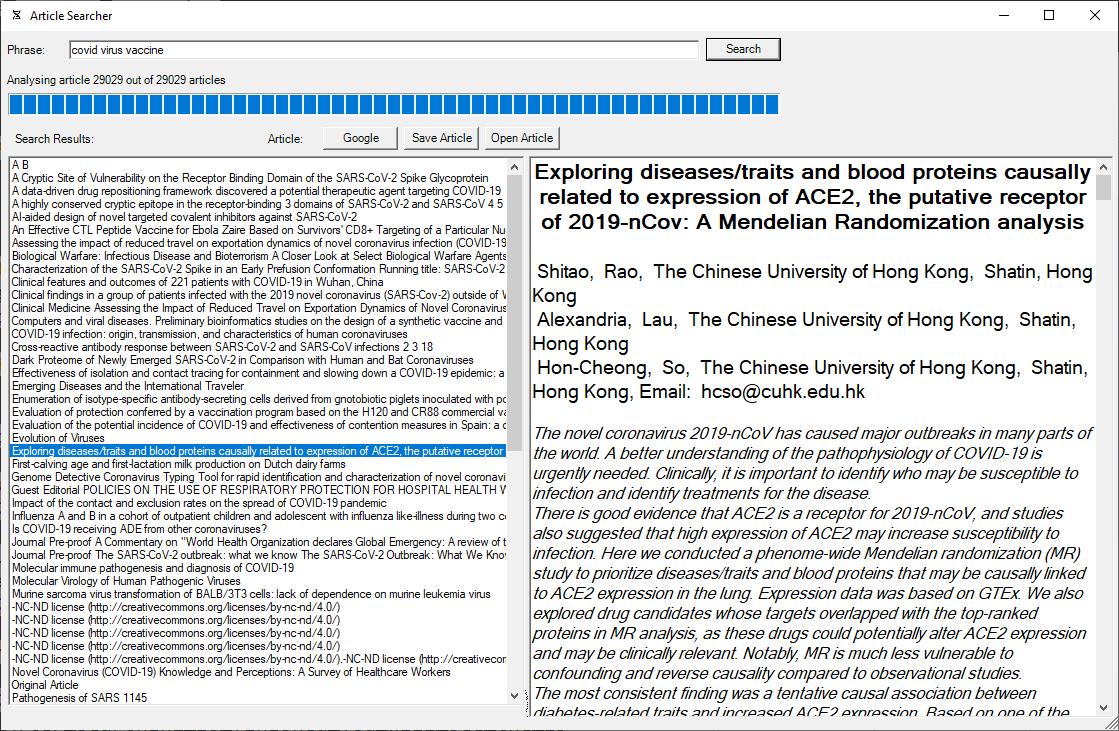 Article Searcher
Phrase:
covid virus vaccine
Search
Analysing article 29029 out of 29029 articles
Search Results:
Article:
Google
Save Article
Open Article
A B
A Cryptic Site of Vulnerability on the Receptor Binding Domain of the SARS-CoV-2 Spike Glycoprotein
A data-driven drug repositioning framework discovered a potential therapeutic agent targeting COVID-19
A highly conserved cryptic epitope in the receptor-binding 3 domains of SARS-CoV-2 and SARS-CoV 4 5
AI-aided design of novel targeted covalent inhibitors against SARS-CoV-2
An Effective CTL Peptide Vaccine for Ebola Zaire Based on Survivors' CD8+ Targeting of a Particular Nu
Assessing the impact of reduced travel on exportation dynamics of novel coronavirus infection (COVID-19
Biological Warfare: Infectious Disease and Bioterrorism A Closer Look at Select Biological Warfare Agents
Characterization of the SARS-CoV-2 Spike in an Early Prefusion Conformation Running title: SARS-CoV-2
Clinical features and outcomes of 221 patients with COVID-19 in Wuhan, China
Clinical findings in a group of patients infected with the 2019 novel coronavirus (SARS-Cov-2) outside of W
Clinical Medicine Assessing the Impact of Reduced Travel on Exportation Dynamics of Novel Coronavirus
Computers and viral diseases. Preliminary bioinformatics studies on the design of a synthetic vaccine and
COVID-19 infection: origin, transmission, and characteristics of human coronaviruses
Cross-reactive antibody response between SARS-CoV-2 and SARS-CoV infections 2 3 18
Dark Proteome of Newly Emerged SARS-CoV-2 in Comparison with Human and Bat Coronaviruses
Effectiveness of isolation and contact tracing for containment and slowing down a COVID-19 epidemic: a
Emerging Diseases and the International Traveler
Enumeration of isotype-specific antibody-secreting cells derived from gnotobiotic piglets inoculated with po
Evaluation of protection conferred by a vaccination program based on the H120 and CR88 commercial va
Evaluation of the potential incidence of COVID-19 and effectiveness of contention measures in Spain: a c
Evolution of Viruses
Exploring diseases/traits and blood proteins causally related to expression of ACE2, the putative receptor
First-calving age and first-lactation milk production on Dutch dairy farms
Genome Detective Coronavirus Typing Tool for rapid identification and characterization of novel coronavi
Guest Editorial POLICIES ON THE USE OF RESPIRATORY PROTECTION FOR HOSPITAL HEALTH W
Impact of the contact and exclusion rates on the spread of COVID-19 pandemic
Influenza A and B in a cohort of outpatient children and adolescent with influenza like-illness during two co
Is COVID-19 receiving ADE from other coronaviruses?
Journal Pre-proof A Commentary on "World Health Organization declares Global Emergency: A review of t
Journal Pre-proof The SARS-CoV-2 outbreak: what we know The SARS-CoV-2 Outbreak: What We Know
Molecular immune pathogenesis and diagnosis of COVID-19
Molecular Virology of Human Pathogenic Viruses
Murine sarcoma virus transformation of BALB/3T3 cells: lack of dependence on murine leukemia virus
-NC-ND license (http://creativecommons.org/licenses/by-nc-nd/4.0/)
-NC-ND license (http://creativecommons.org/licenses/by-nc-nd/4.0/)
-NC-ND license (http://creativecommons.org/licenses/by-nc-nd/4.0/)
-NC-ND license (http://creativecommons.org/licenses/by-nc-nd/4.0/)
-NC-ND license (http://creativecommons.org/licenses/by-nc-nd/4.0/).-NC-ND license (http://creativecom
Novel Coronavirus (COVID-19) Knowledge and Perceptions: A Survey of Healthcare Workers
Original Article
Pathogenesis of SARS 1145
Exploring diseases/traits and blood proteins causally
related to expression of ACE2, the putative receptor
of 2019-nCov: A Mendelian Randomization analysis
Shitao, Rao, The Chinese University of Hong Kong, Shatin, Hong
Kong
Alexandria, Lau, The Chinese University of Hong Kong, Shatin,
Hong Kong
Hon-Cheong, So, The Chinese University of Hong Kong, Shatin,
Hong Kong, Email: hcso@cuhk.edu.hk
The novel coronavirus 2019-nCoV has caused major outbreaks in many parts of
the world. A better understanding of the pathophysiology of COVID-19 is
urgently needed. Clinically, it is important to identify who may be susceptible to
infection and identify treatments for the disease.
There is good evidence that ACE2 is a receptor for 2019-nCoV, and studies
also suggested that high expression of ACE2 may increase susceptibility to
infection. Here we conducted a phenome-wide Mendelian randomization (MR)
study to prioritize diseases/traits and blood proteins that may be causally linked
to ACE2 expression in the lung. Expression data was based on GTEx. We also
explored drug candidates whose targets overlapped with the top-ranked
proteins in MR analysis, as these drugs could potentially alter ACE2 expression
and may be clinically relevant. Notably, MR is much less vulnerable to
confounding and reverse causality compared to observational studies.
The most consistent finding was a tentative causal association between
diabetes-related traits and increased ACE2 expression. Based on one of the